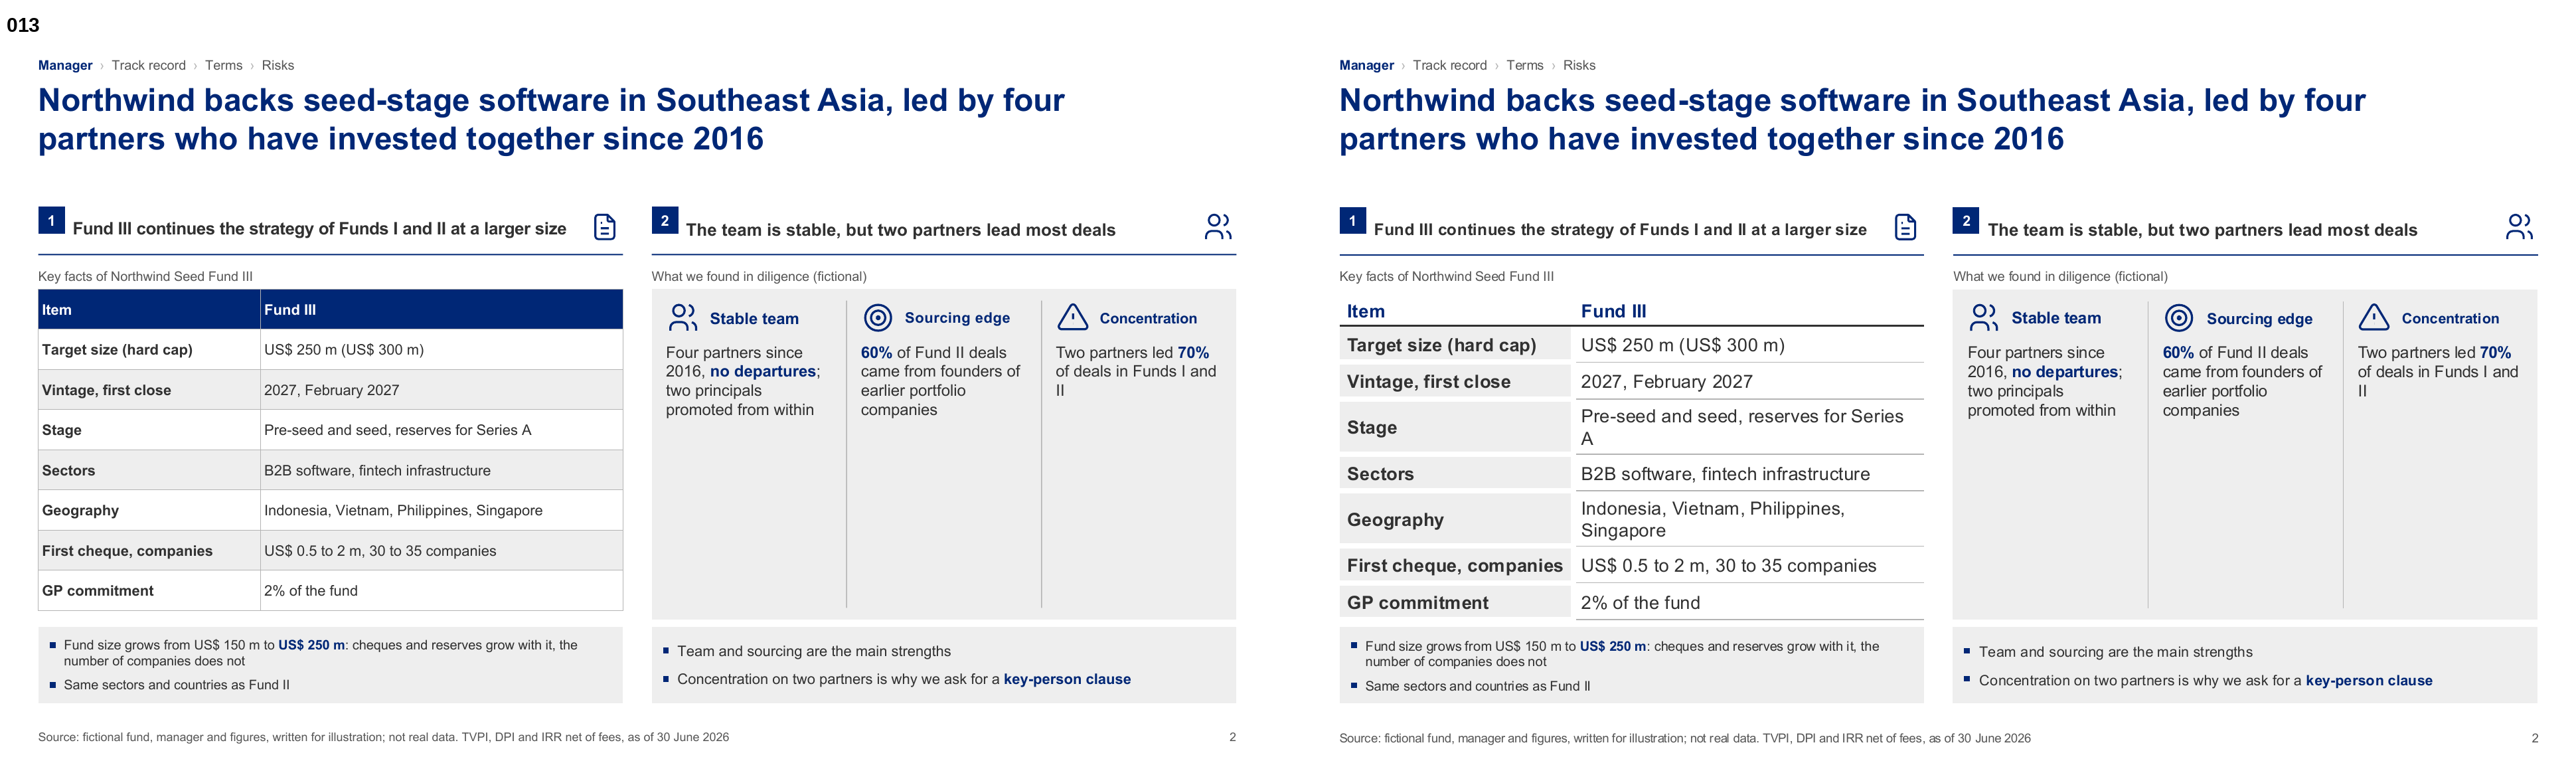 013
Manager › Track record › Terms › Risks
Northwind backs seed-stage software in Southeast Asia, led by four
partners who have invested together since 2016
1 Fund III continues the strategy of Funds I and II at a larger size
Key facts of Northwind Seed Fund III
Item Fund III
Target size (hard cap) US$ 250 m (US$ 300 m)
Vintage, first close 2027, February 2027
Stage Pre-seed and seed, reserves for Series A
Sectors B2B software, fintech infrastructure
Geography Indonesia, Vietnam, Philippines, Singapore
First cheque, companies US$ 0.5 to 2 m, 30 to 35 companies
GP commitment 2% of the fund
▪ Fund size grows from US$ 150 m to US$ 250 m: cheques and reserves grow with it, the
number of companies does not
▪ Same sectors and countries as Fund II
2 The team is stable, but two partners lead most deals
What we found in diligence (fictional)
Stable team
Four partners since
2016, no departures;
two principals
promoted from within
Sourcing edge
60% of Fund II deals
came from founders of
earlier portfolio
companies
Concentration
Two partners led 70%
of deals in Funds I and
II
▪ Team and sourcing are the main strengths
▪ Concentration on two partners is why we ask for a key-person clause
Source: fictional fund, manager and figures, written for illustration; not real data. TVPI, DPI and IRR net of fees, as of 30 June 2026
2
Manager › Track record › Terms › Risks
Northwind backs seed-stage software in Southeast Asia, led by four
partners who have invested together since 2016
1 Fund III continues the strategy of Funds I and II at a larger size
Key facts of Northwind Seed Fund III
Item Fund III
Target size (hard cap) US$ 250 m (US$ 300 m)
Vintage, first close 2027, February 2027
Stage Pre-seed and seed, reserves for Series
A
Sectors B2B software, fintech infrastructure
Geography Indonesia, Vietnam, Philippines,
Singapore
First cheque, companies US$ 0.5 to 2 m, 30 to 35 companies
GP commitment 2% of the fund
▪ Fund size grows from US$ 150 m to US$ 250 m: cheques and reserves grow with it, the
number of companies does not
▪ Same sectors and countries as Fund II
2 The team is stable, but two partners lead most deals
What we found in diligence (fictional)
Stable team
Four partners since
2016, no departures;
two principals
promoted from within
Sourcing edge
60% of Fund II deals
came from founders of
earlier portfolio
companies
Concentration
Two partners led 70%
of deals in Funds I and
II
▪ Team and sourcing are the main strengths
▪ Concentration on two partners is why we ask for a key-person clause
Source: fictional fund, manager and figures, written for illustration; not real data. TVPI, DPI and IRR net of fees, as of 30 June 2026
2